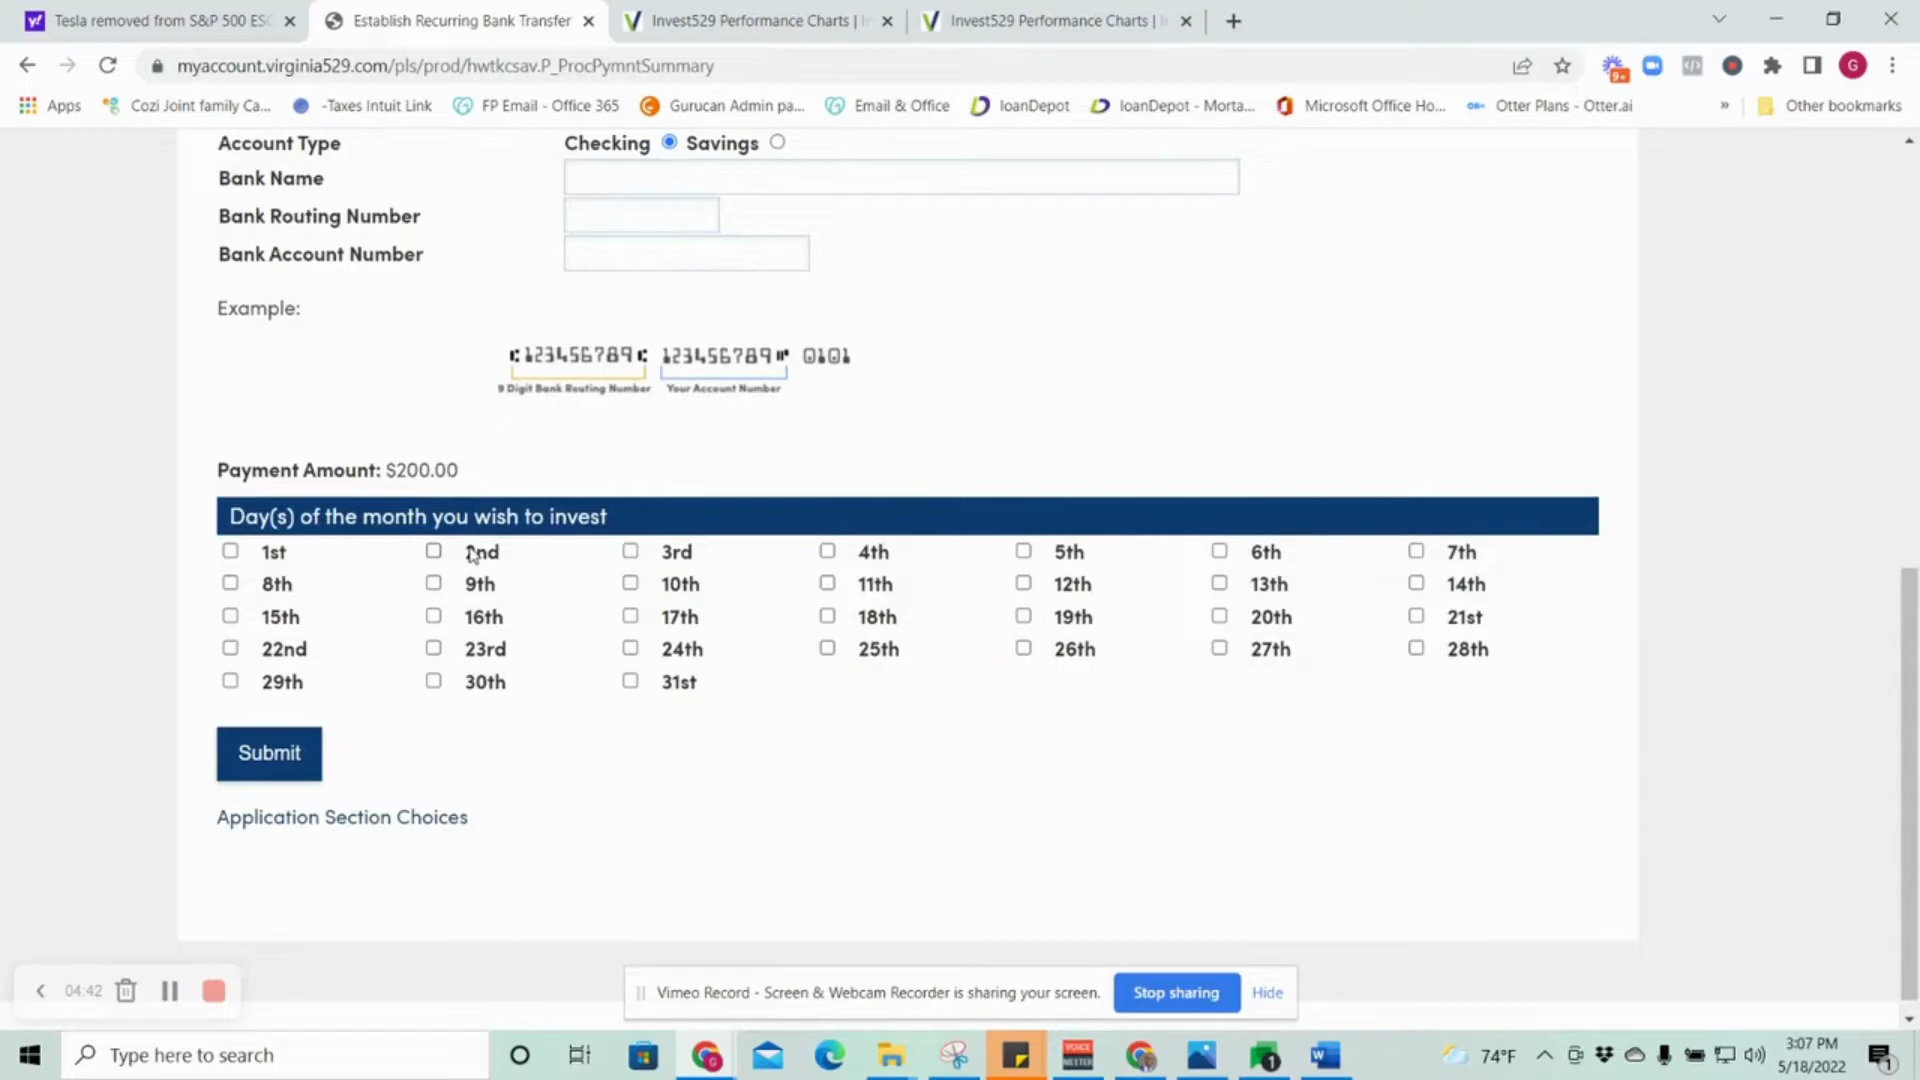 Tesla removed from S&P 500 ESG
Establish Recurring Bank Transfer
Invest529 Performance Charts | In
Invest529 Performance Charts | In
myaccount.virginia529.com/pls/prod/hwtkcsav.P_ProcPymntSummary
9+
G
Apps
Cozi Joint family Ca...
-Taxes Intuit Link
FP Email - Office 365
Gurucan Admin pa...
Email & Office
loanDepot
loanDepot - Morta...
Microsoft Office Ho...
Otter Plans - Otter.ai
»
Other bookmarks
Account Type
Checking Savings
Bank Name
Bank Routing Number
Bank Account Number
Example:
123456789 123456789 0101
9 Digit Bank Routing Number
Your Account Number
Payment Amount: $200.00
Day(s) of the month you wish to invest
1st 2nd 3rd 4th 5th 6th 7th
8th 9th 10th 11th 12th 13th 14th
15th 16th 17th 18th 19th 20th 21st
22nd 23rd 24th 25th 26th 27th 28th
29th 30th 31st
Submit
Application Section Choices
04:42
Vimeo Record - Screen & Webcam Recorder is sharing your screen.
Stop sharing
Hide
Type here to search
VOICE
MEETER
1
W
74°F
3:07 PM
5/18/2022
1